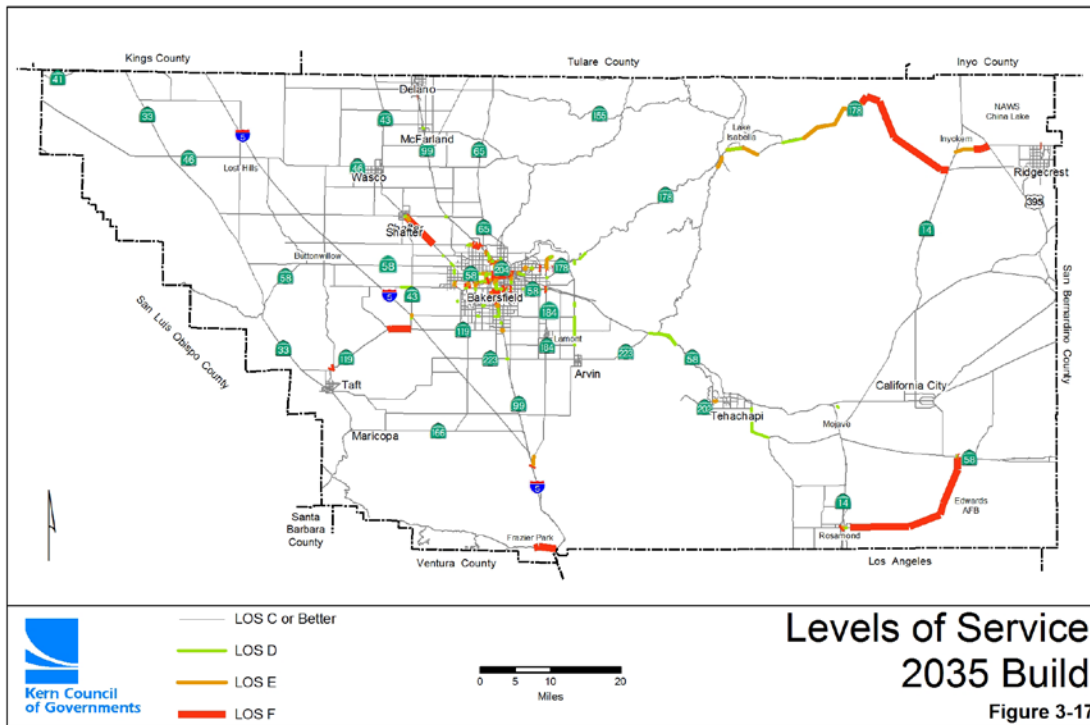 Kings County
Tulare County
Inyo County
41
Delano
178
NAWS
China Lake
33
43
155
5
McFarland
Lake
Isabella
Inyokern
99
65
46
Lost Hills
46
Wasco
Ridgecrest
178
395
Shafter
65
14
Buttonwillow
58
204
178
58
58
5
43
Bakersfield
58
San Bernardino County
184
San Luis Obispo County
119
Lamont
33
119
223
184
223
58
Arvin
Taft
California City
99
202
Tehachapi
Maricopa
166
Mojave
58
5
14
Edwards
AFB
Santa
Barbara
County
Frazier Park
Rosamond
Ventura County
Los Angeles
Kern Council
of Governments
LOS C or Better
LOS D
LOS E
LOS F
0 5 10 20
Miles
Levels of Service
2035 Build
Figure 3-17